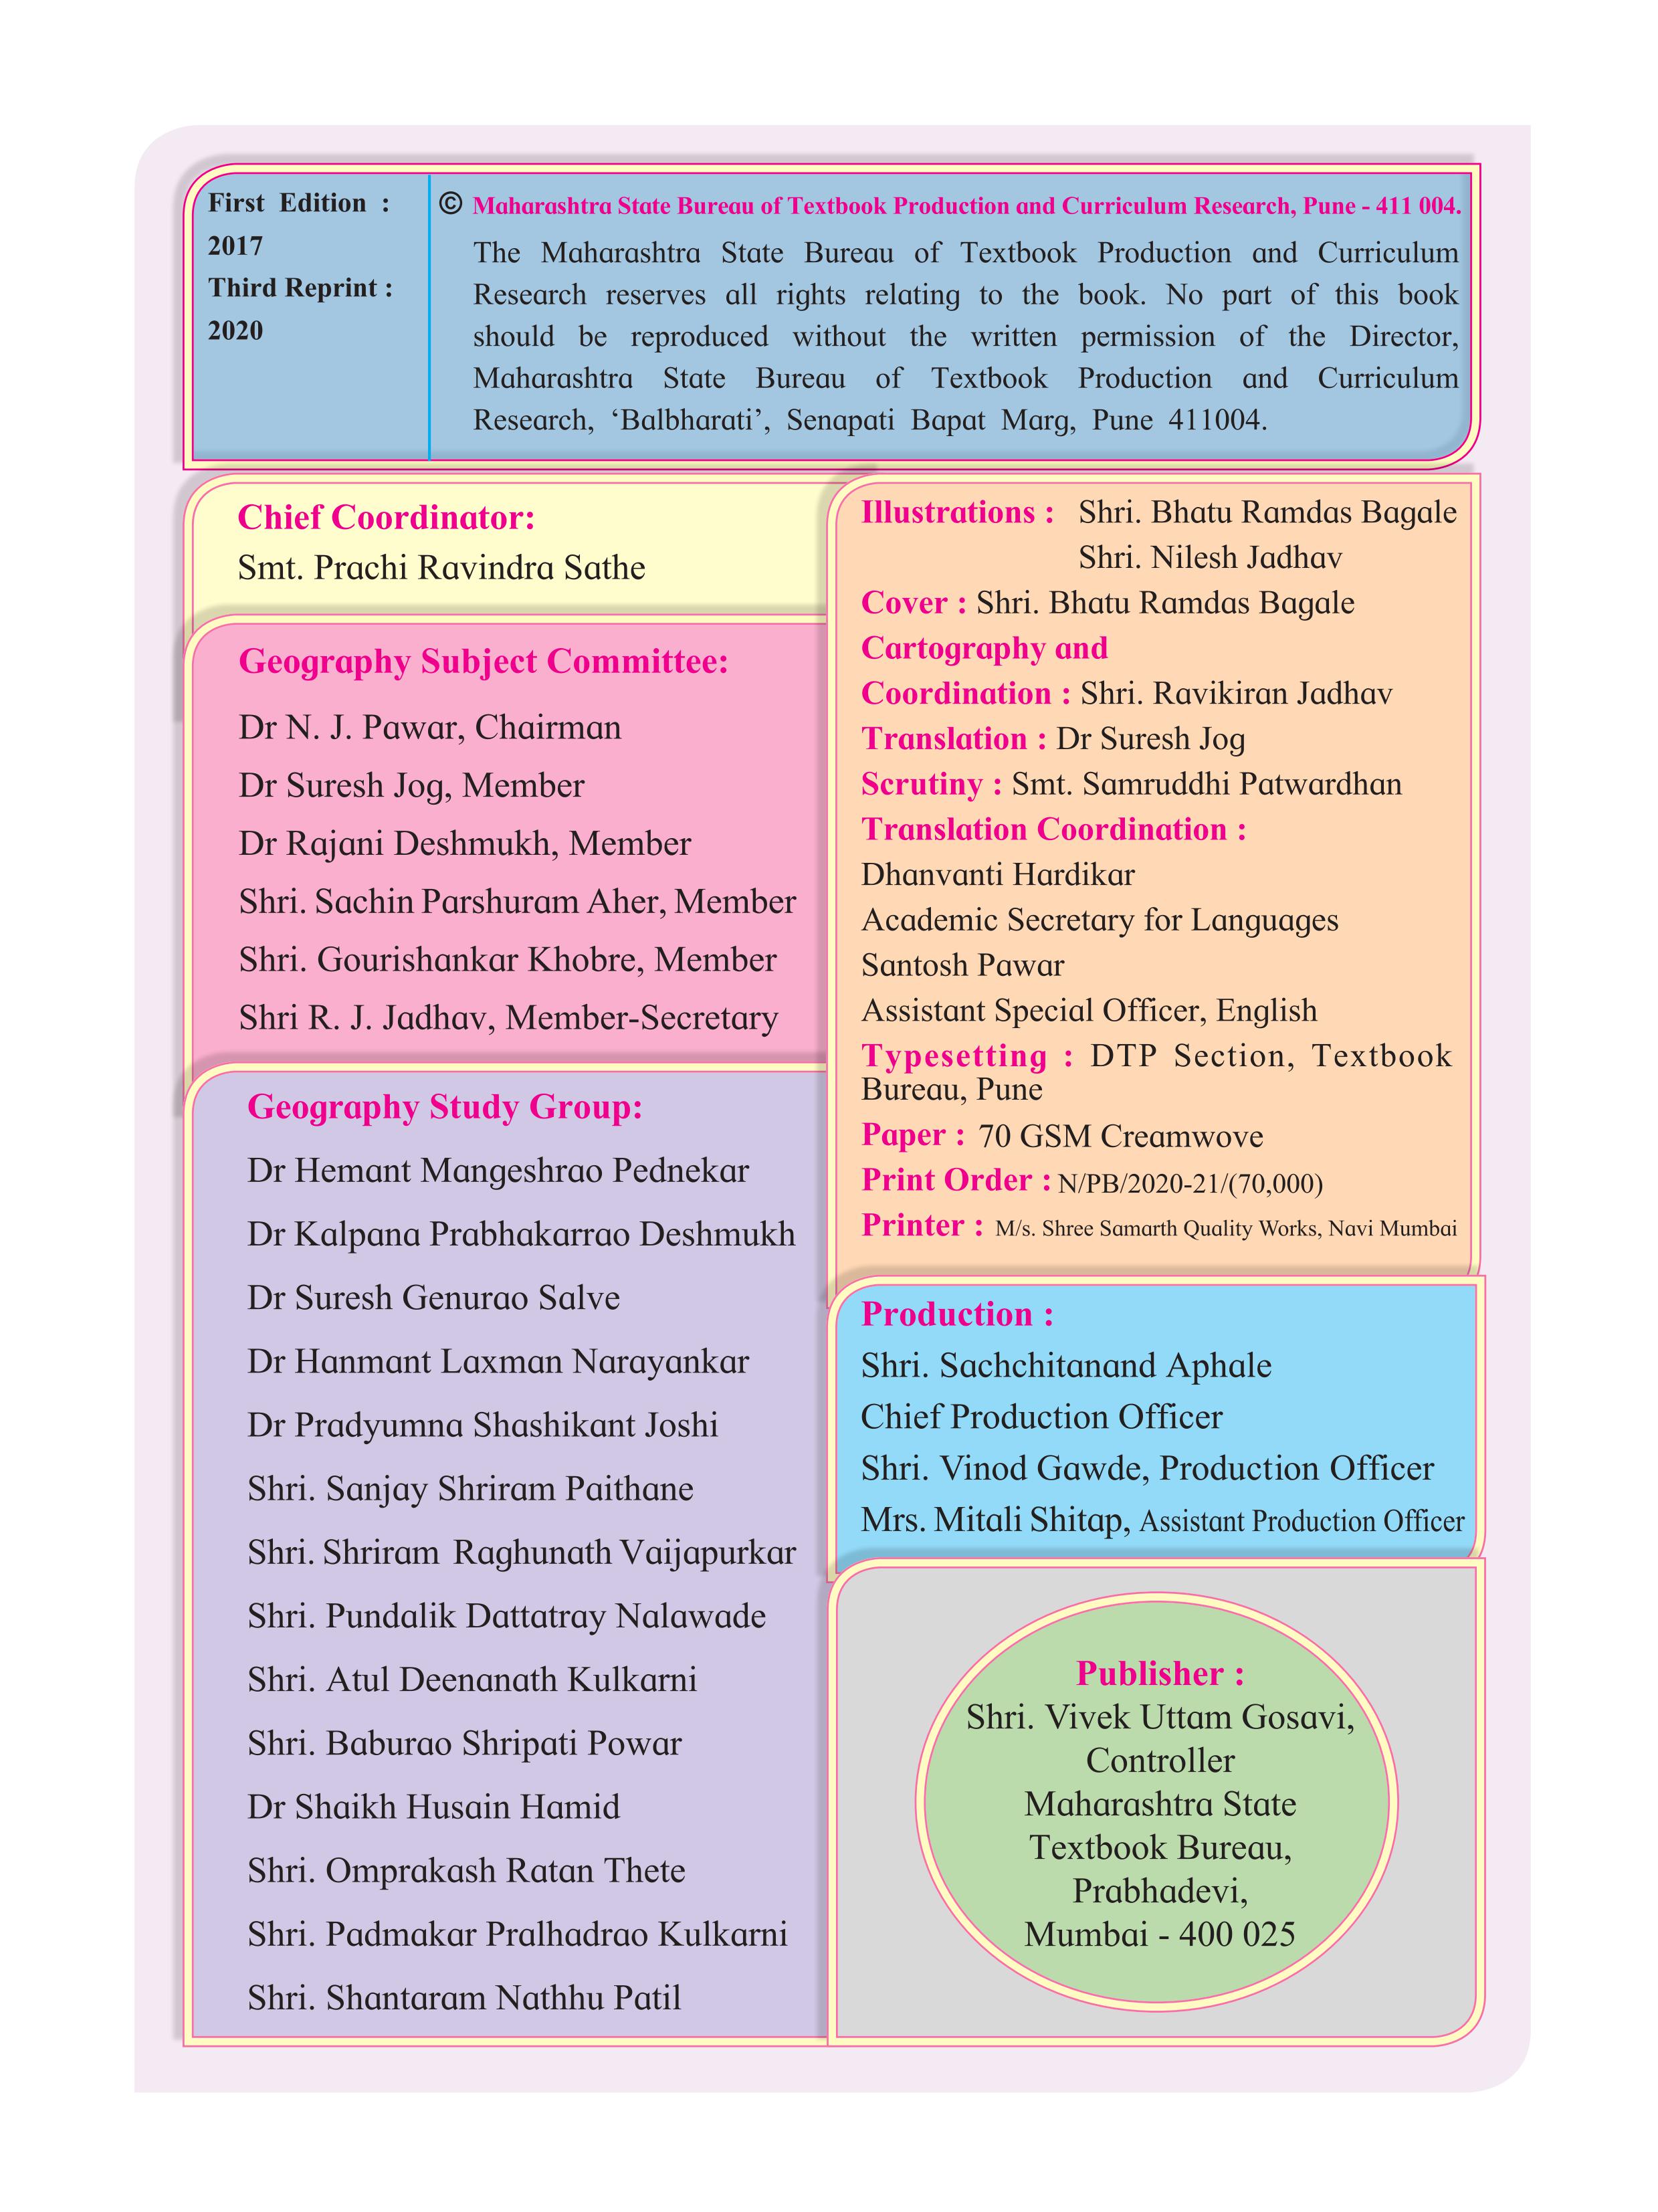 First Edition :
2017
Third Reprint :
2020
© Maharashtra State Bureau of Textbook Production and Curriculum Research, Pune - 411 004.
The Maharashtra State Bureau of Textbook Production and Curriculum
Research reserves all rights relating to the book. No part of this book
should be reproduced without the written permission of the Director,
Maharashtra State Bureau of Textbook Production and Curriculum
Research, ‘Balbharati’, Senapati Bapat Marg, Pune 411004.
Chief Coordinator:
Smt. Prachi Ravindra Sathe
Geography Subject Committee:
Dr N. J. Pawar, Chairman
Dr Suresh Jog, Member
Dr Rajani Deshmukh, Member
Shri. Sachin Parshuram Aher, Member
Shri. Gourishankar Khobre, Member
Shri R. J. Jadhav, Member-Secretary
Geography Study Group:
Dr Hemant Mangeshrao Pednekar
Dr Kalpana Prabhakarrao Deshmukh
Dr Suresh Genurao Salve
Dr Hanmant Laxman Narayankar
Dr Pradyumna Shashikant Joshi
Shri. Sanjay Shriram Paithane
Shri. Shriram Raghunath Vaijapurkar
Shri. Pundalik Dattatray Nalawade
Shri. Atul Deenanath Kulkarni
Shri. Baburao Shripati Powar
Dr Shaikh Husain Hamid
Shri. Omprakash Ratan Thete
Shri. Padmakar Pralhadrao Kulkarni
Shri. Shantaram Nathhu Patil
Illustrations : Shri. Bhatu Ramdas Bagale
Shri. Nilesh Jadhav
Cover : Shri. Bhatu Ramdas Bagale
Cartography and
Coordination : Shri. Ravikiran Jadhav
Translation : Dr Suresh Jog
Scrutiny : Smt. Samruddhi Patwardhan
Translation Coordination :
Dhanvanti Hardikar
Academic Secretary for Languages
Santosh Pawar
Assistant Special Officer, English
Typesetting : DTP Section, Textbook
Bureau, Pune
Paper : 70 GSM Creamwove
Print Order : N/PB/2020-21/(70,000)
Printer : M/s. Shree Samarth Quality Works, Navi Mumbai
Production :
Shri. Sachchitanand Aphale
Chief Production Officer
Shri. Vinod Gawde, Production Officer
Mrs. Mitali Shitap, Assistant Production Officer
Publisher :
Shri. Vivek Uttam Gosavi,
Controller
Maharashtra State
Textbook Bureau,
Prabhadevi,
Mumbai - 400 025